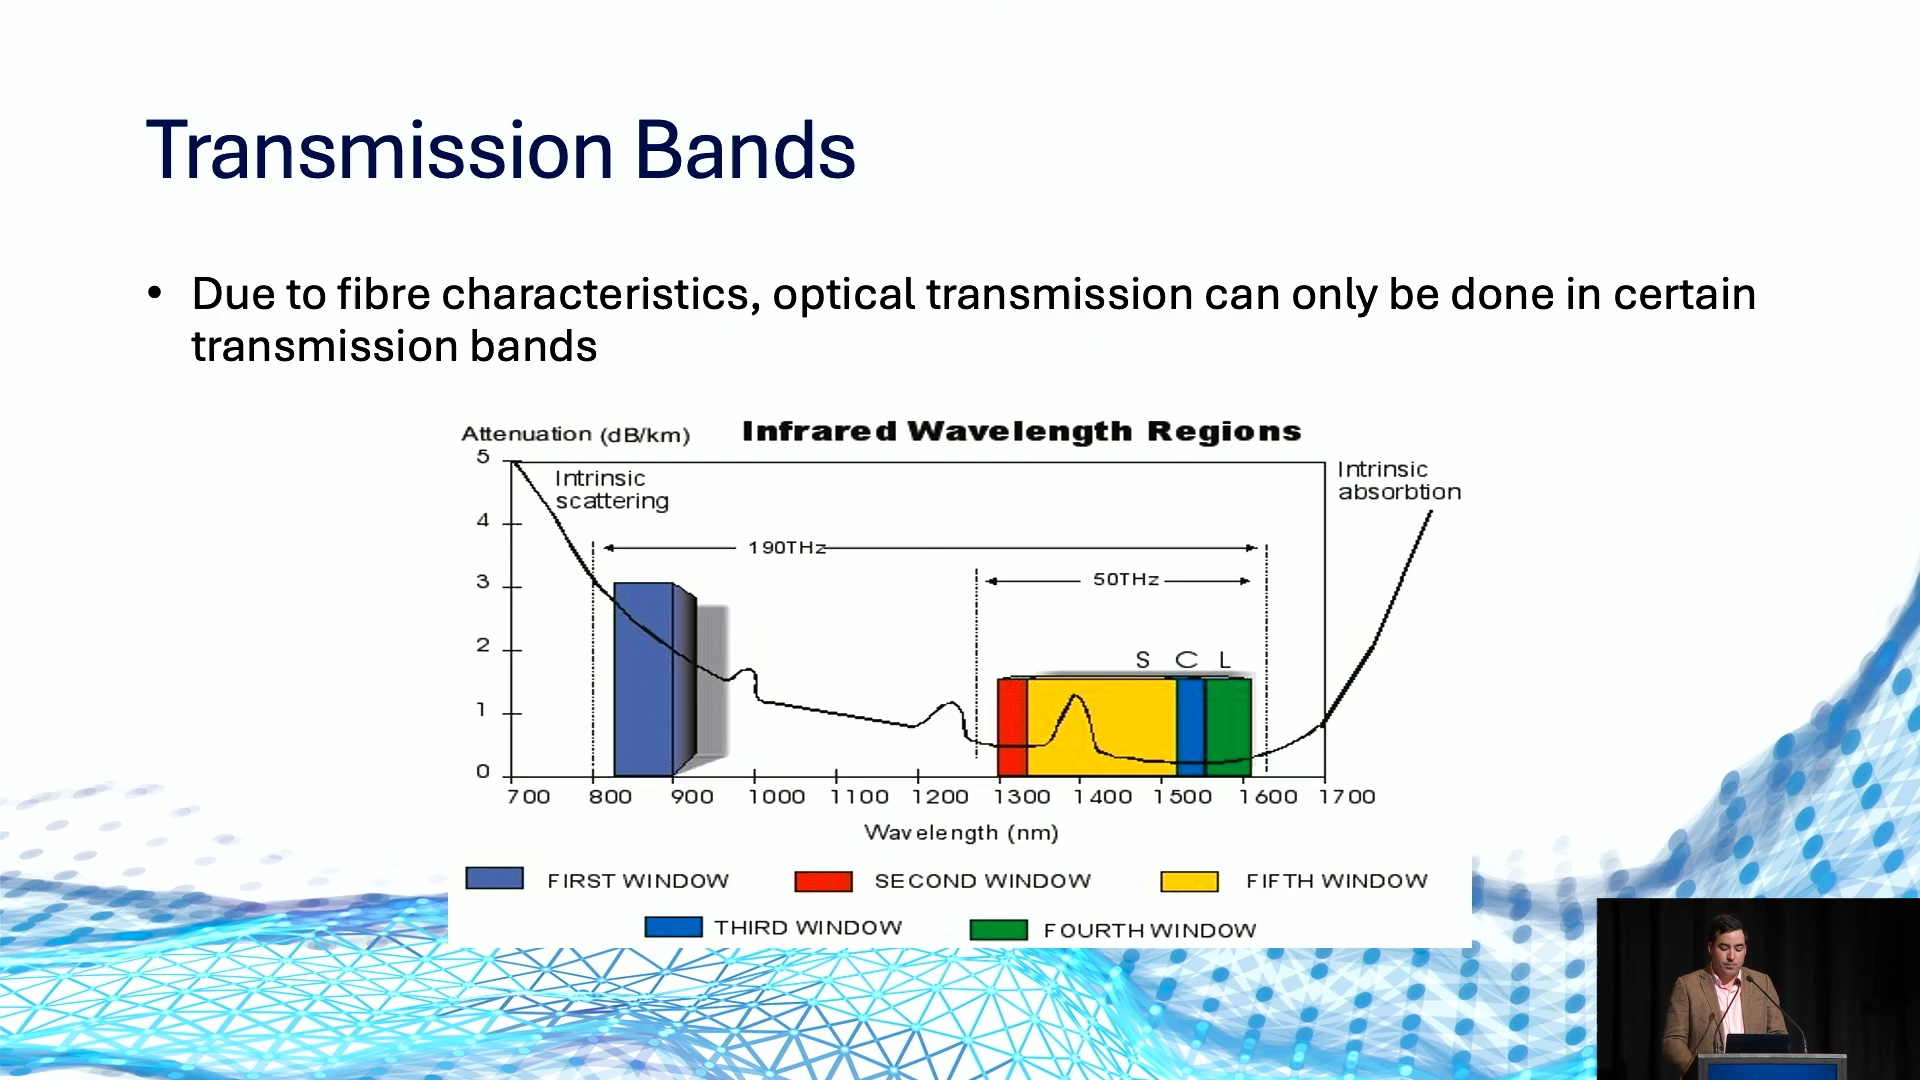 Transmission Bands
• Due to fibre characteristics, optical transmission can only be done in certain
transmission bands
Attenuation (dB/km)
Infrared Wavelength Regions
5
4
3
2
1
0
Intrinsic
scattering
Intrinsic
absorbtion
190THz
50THz
S C L
700 800 900 1000 1100 1200 1300 1400 1500 1600 1700
Wavelength (nm)
FIRST WINDOW
SECOND WINDOW
FIFTH WINDOW
THIRD WINDOW
FOURTH WINDOW